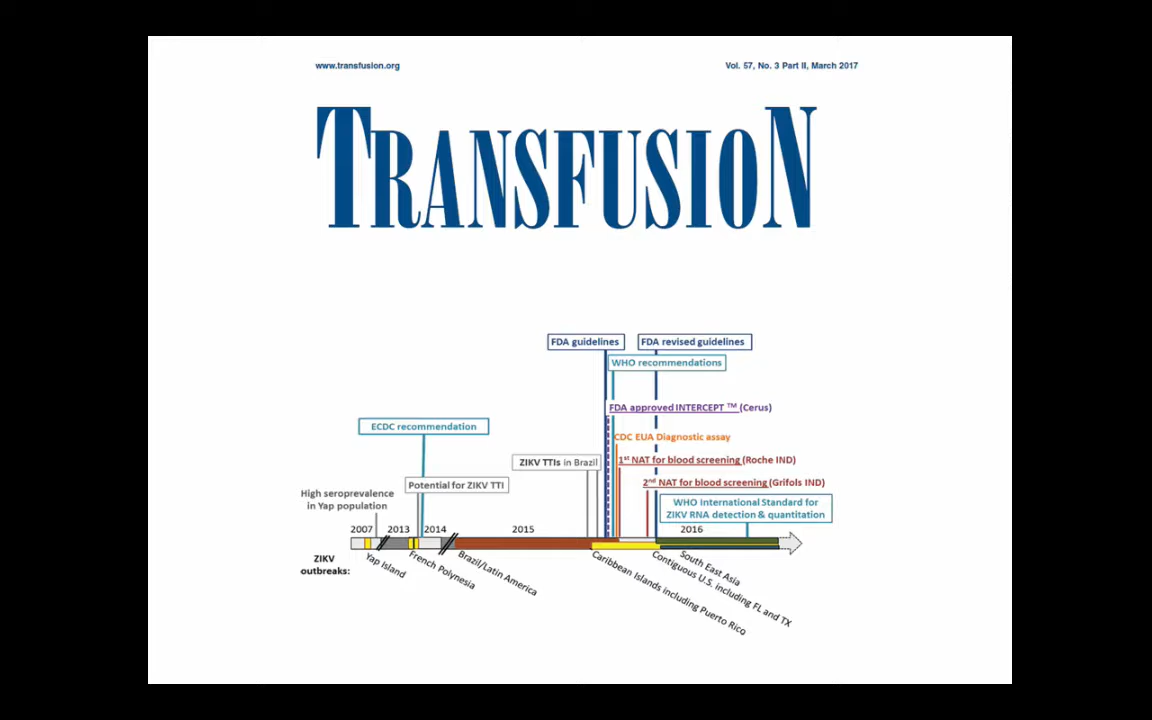 www.transfusion.org
Vol. 57, No. 3 Part II, March 2017
TRANSFUSION
FDA guidelines
FDA revised guidelines
WHO recommendations
FDA approved INTERCEPT ™ (Cerus)
ECDC recommendation
CDC EUA Diagnostic assay
ZIKV TTIs in Brazil
1st NAT for blood screening (Roche IND)
Potential for ZIKV TTI
2nd NAT for blood screening (Grifols IND)
High seroprevalence
in Yap population
WHO International Standard for
ZIKV RNA detection & quantitation
2007
2013
2014
2015
2016
ZIKV
outbreaks:
Yap Island
French Polynesia
Brazil/Latin America
Caribbean Islands including Puerto Rico
Contiguous U.S. including FL and TX
South East Asia